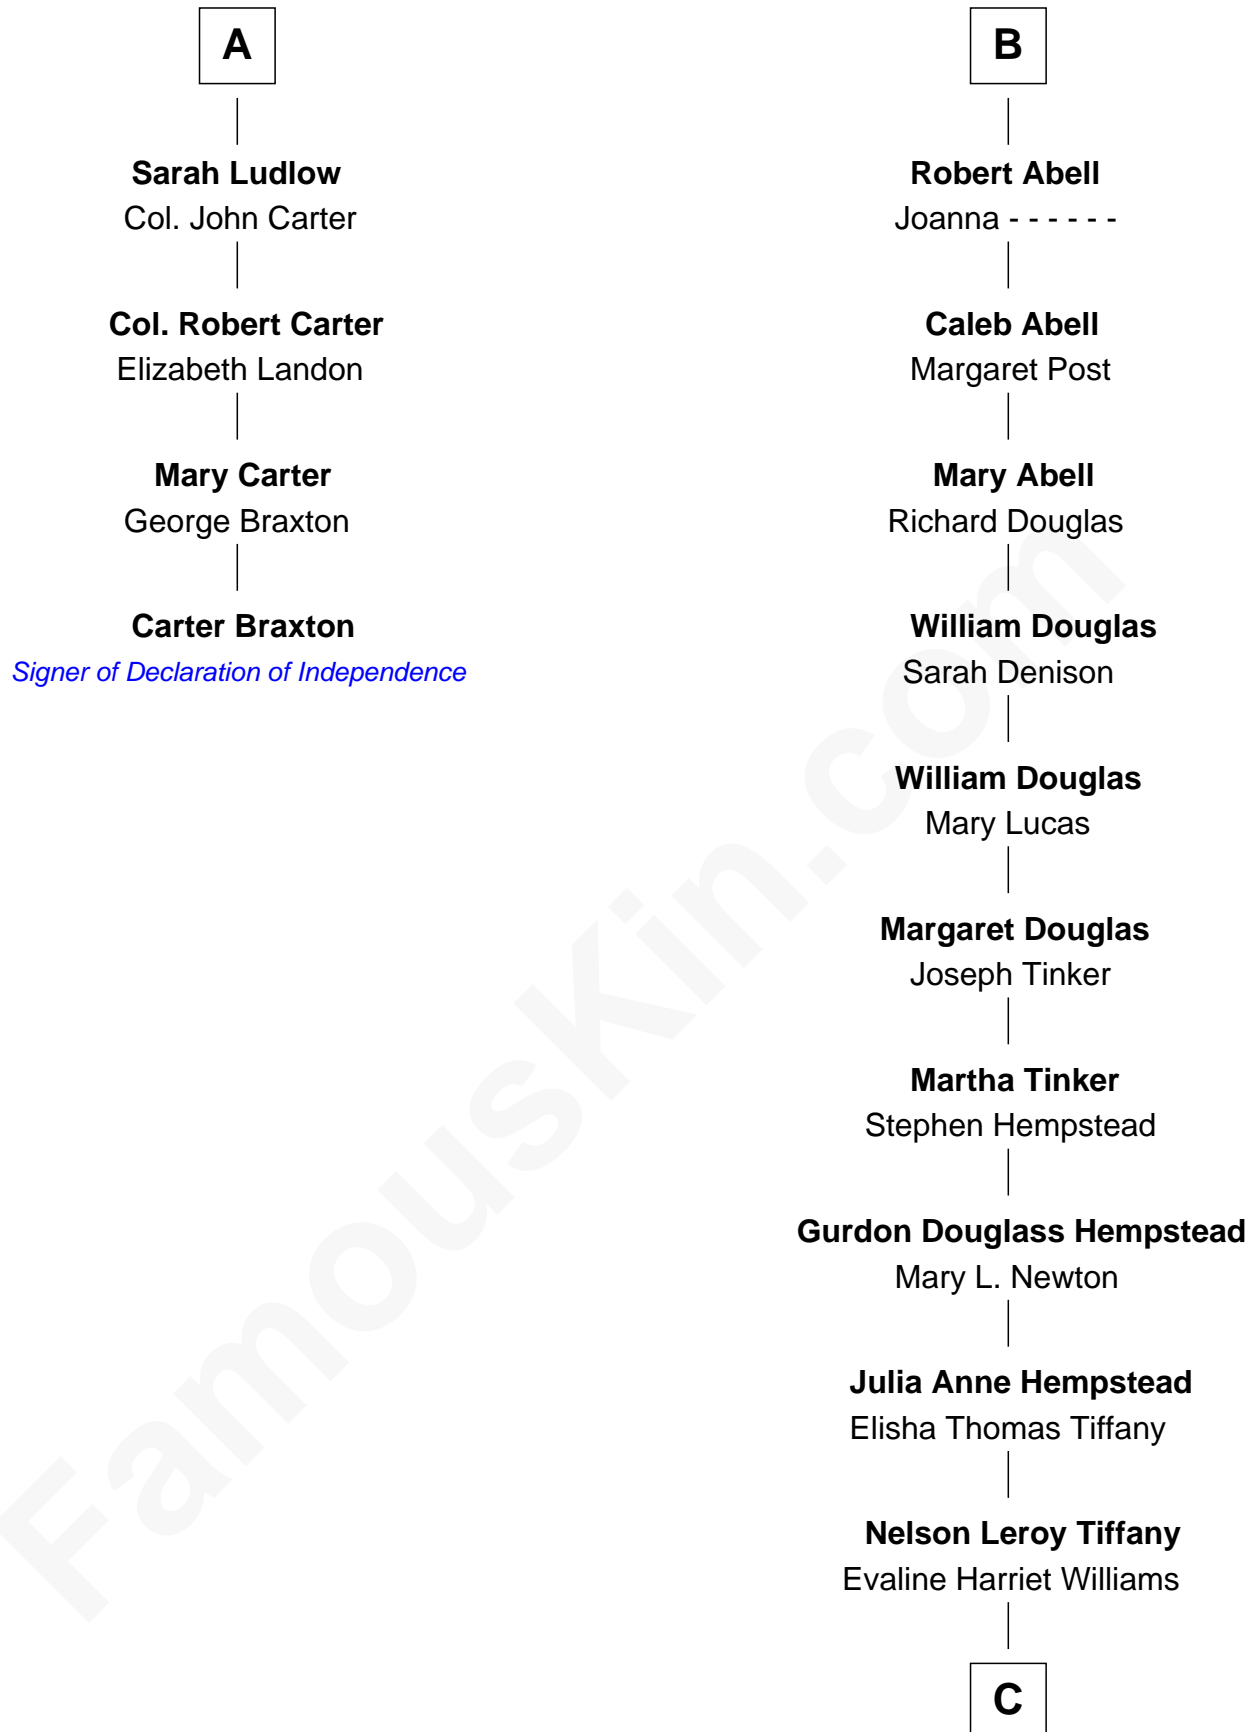 A
Sarah Ludlow
Col. John Carter
Col. Robert Carter
Elizabeth Landon
Mary Carter
George Braxton
Carter Braxton
Signer of Declaration of Independence
B
Robert Abell
Joanna - - - - - -
Caleb Abell
Margaret Post
Mary Abell
Richard Douglas
William Douglas
Sarah Denison
William Douglas
Mary Lucas
Margaret Douglas
Joseph Tinker
Martha Tinker
Stephen Hempstead
Gurdon Douglass Hempstead
Mary L. Newton
Julia Anne Hempstead
Elisha Thomas Tiffany
Nelson Leroy Tiffany
Evaline Harriet Williams
C
FamousKin.com